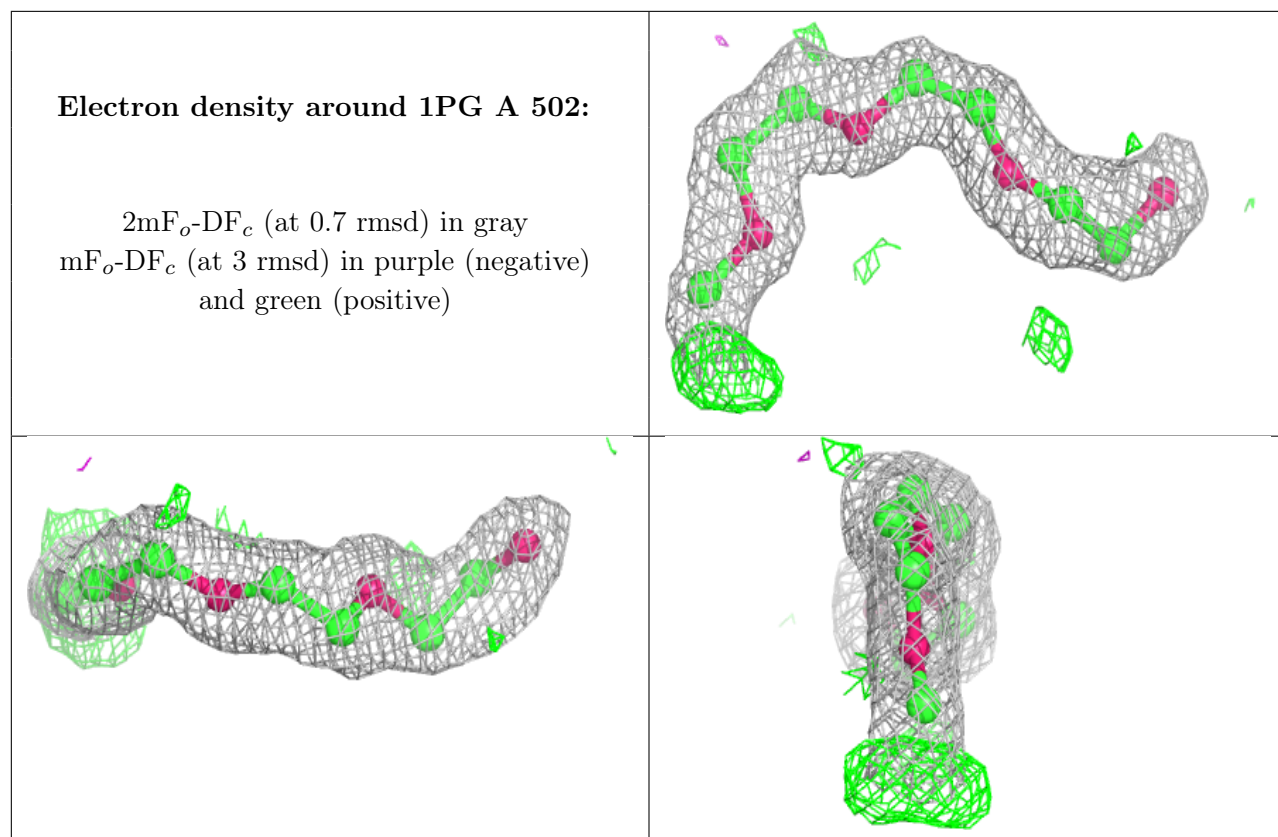 Electron density around 1PG A 502:
2mFo-DFc (at 0.7 rmsd) in gray
mFo-DFc (at 3 rmsd) in purple (negative)
and green (positive)